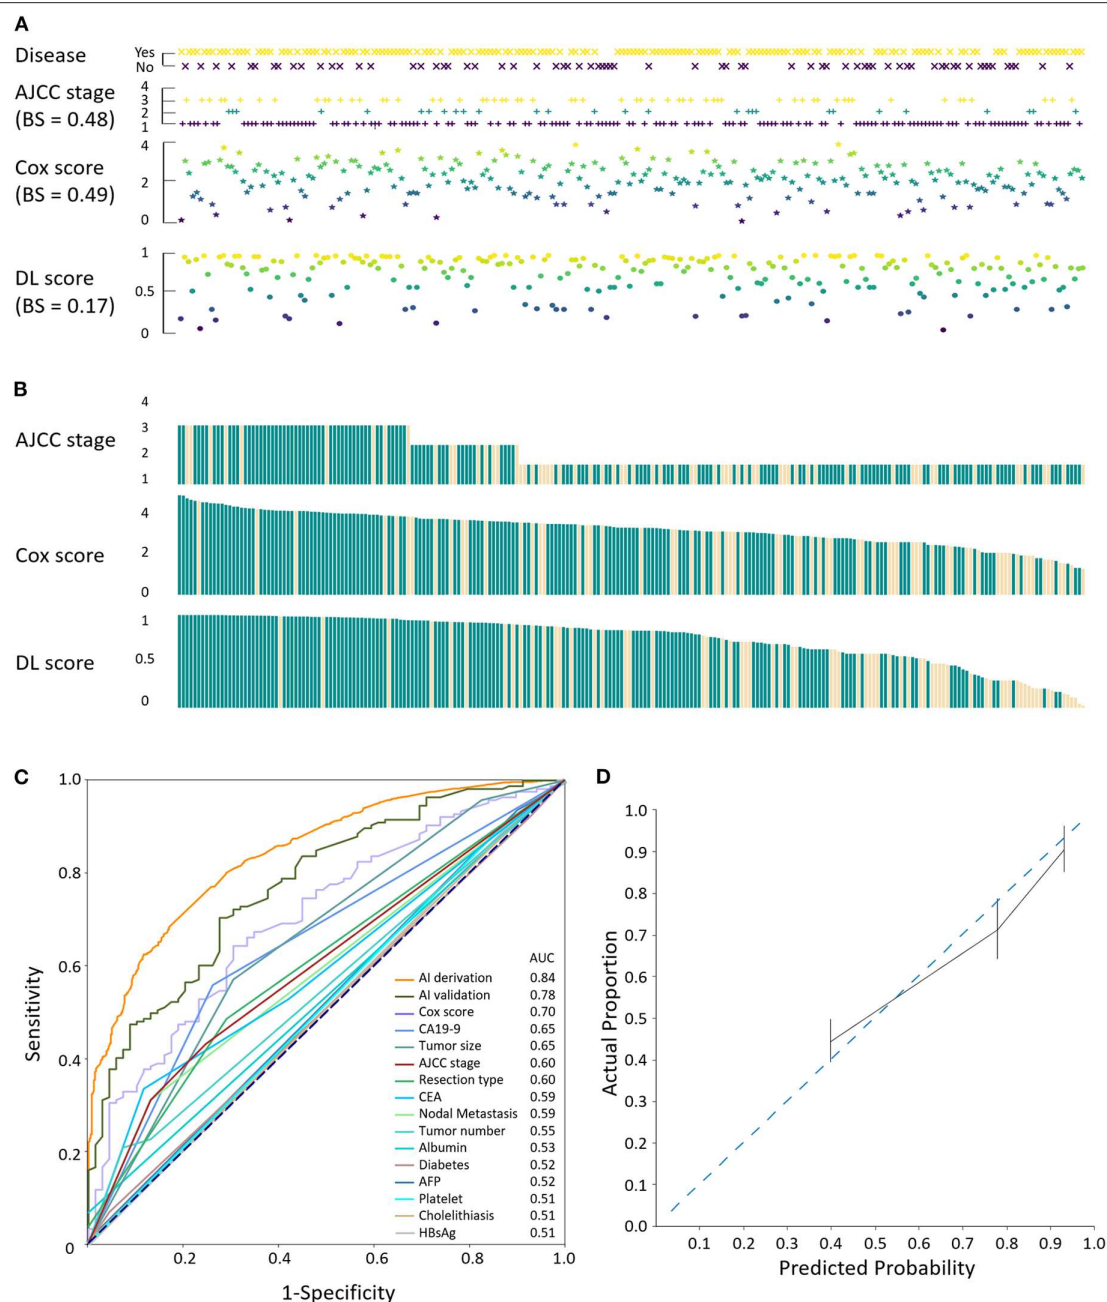 A
Disease
Yes
No
AJCC stage
(BS = 0.48)
4
3
2
1
Cox score
(BS = 0.49)
4
2
0
DL score
(BS = 0.17)
1
0.5
0
B
AJCC stage
4
3
2
1
Cox score
4
2
0
DL score
1
0.5
0
C
Sensitivity
1.0
0.8
0.6
0.4
0.2
0
0.2 0.4 0.6 0.8 1.0
1-Specificity
AUC
AI derivation 0.84
AI validation 0.78
Cox score 0.70
CA19-9 0.65
Tumor size 0.65
AJCC stage 0.60
Resection type 0.60
CEA 0.59
Nodal Metastasis 0.59
Tumor number 0.55
Albumin 0.53
Diabetes 0.52
AFP 0.52
Platelet 0.51
Cholelithiasis 0.51
HBsAg 0.51
D
Actual Proportion
1.0
0.9
0.8
0.7
0.6
0.5
0.4
0.3
0.2
0.1
0.0
0.1 0.2 0.3 0.4 0.5 0.6 0.7 0.8 0.9 1.0
Predicted Probability